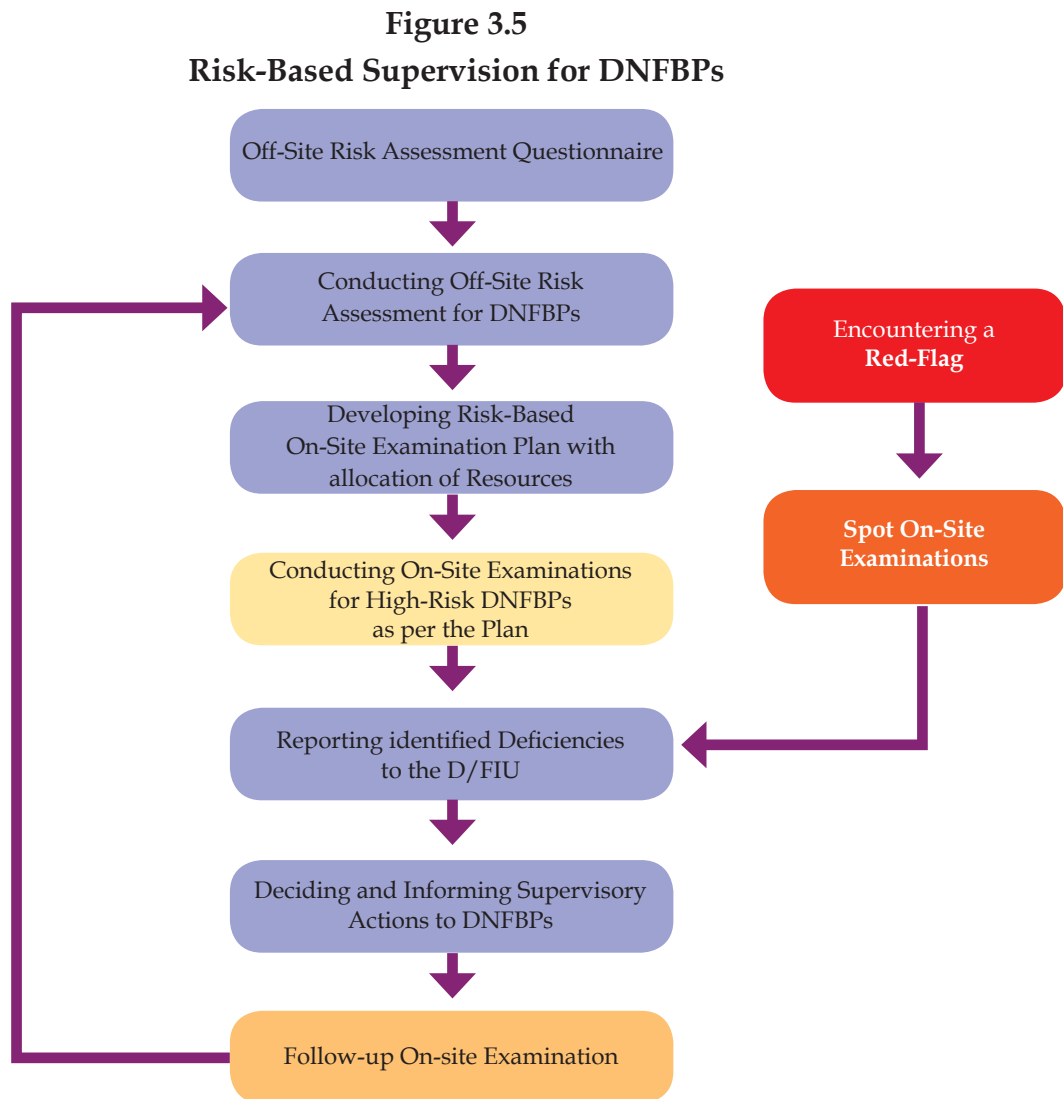 Figure 3.5
Risk-Based Supervision for DNFBPs
Off-Site Risk Assessment Questionnaire
Conducting Off-Site Risk
Assessment for DNFBPs
Developing Risk-Based
On-Site Examination Plan with
allocation of Resources
Conducting On-Site Examinations
for High-Risk DNFBPs
as per the Plan
Reporting identified Deficiencies
to the D/FIU
Deciding and Informing Supervisory
Actions to DNFBPs
Follow-up On-site Examination
Encountering a
Red-Flag
Spot On-Site
Examinations